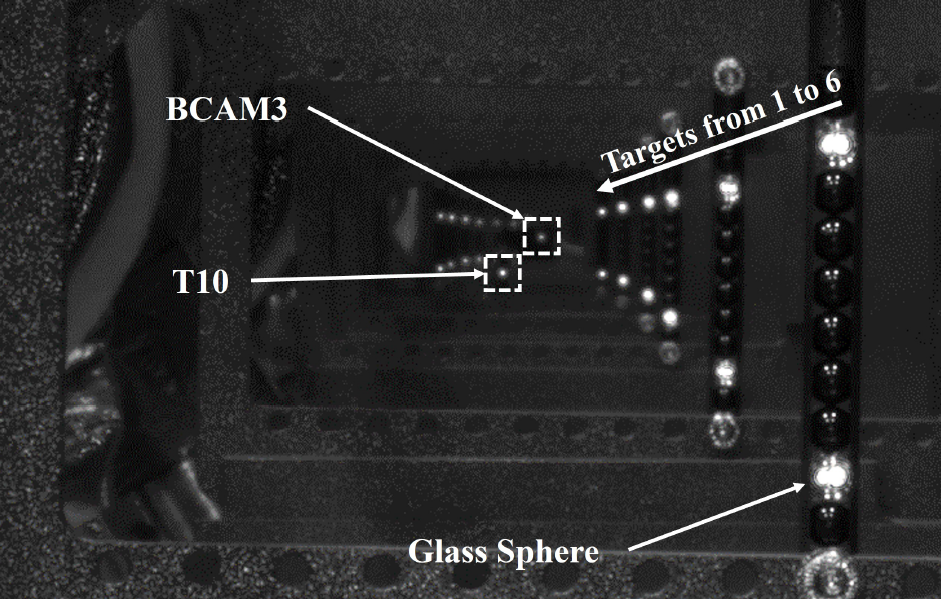 BCAM3
Targets from 1 to 6
T10
Glass Sphere